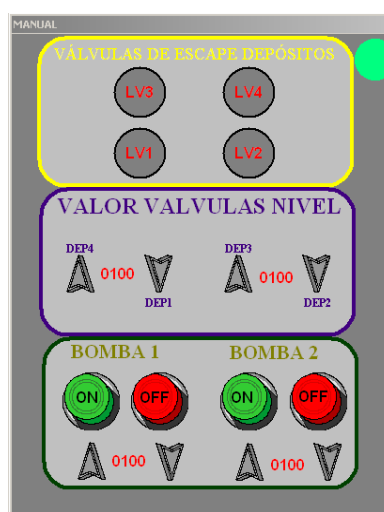 MANUAL
VÁLVULAS DE ESCAPE DEPÓSITOS
LV3 LV4
LV1 LV2
VALOR VALVULAS NIVEL
DEP4 DEP3
0100 0100
DEP1 DEP2
BOMBA 1 BOMBA 2
ON OFF ON OFF
0100 0100